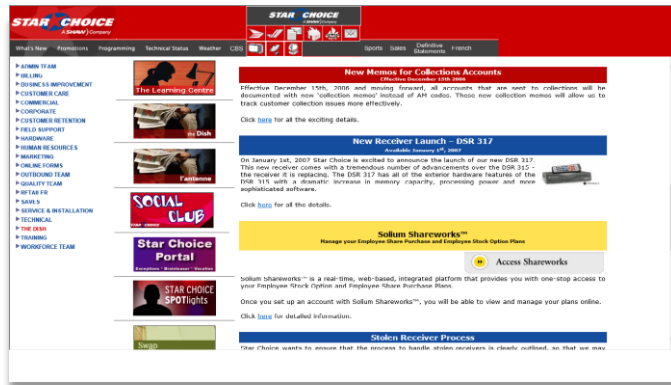 STAR CHOICE
A SHAW) Company
STAR CHOICE
A SHAW) Company
What's New Promotions Programming Technical Status Weather CBS Sports Sales Definitive Statements French
ADMIN TEAM
BILLING
BUSINESS IMPROVEMENT
CUSTOMER CARE
COMMERCIAL
CORPORATE
CUSTOMER RETENTION
FIELD SUPPORT
HARDWARE
HUMAN RESOURCES
MARKETING
ONLINE FORMS
OUTBOUND TEAM
QUALITY TEAM
RETAILER
SAVES
SERVICE & INSTALLATION
TECHNICAL
THE DISH
TRAINING
WORKFORCE TEAM
The Learning Centre
the Dish
l'antenne
SOCIAL
CLUB
Star Choice
Portal
Exceptions * Brainwave * Vacation
STAR CHOICE
SPOTlights
Swap
New Memos for Collections Accounts
Effective December 15th 2006
Effective December 15th, 2006 and moving forward, all accounts that are sent to collections will be
documented with new 'collection memos' instead of AM codes. These new collection memos will allow us to
track customer collection issues more effectively.
Click here for all the exciting details.
New Receiver Launch – DSR 317
Available January 1st, 2007
On January 1st, 2007 Star Choice is excited to announce the launch of our new DSR 317.
This new receiver comes with a tremendous number of advancements over the DSR 315 –
the receiver it is replacing. The DSR 317 has all of the exterior hardware features of the
DSR 315 with a dramatic increase in memory capacity, processing power and more
sophisticated software.
Click here for all the details.
Solium Shareworks™
Manage your Employee Share Purchase and Employee Stock Option Plans
Access Shareworks
Solium Shareworks™ is a real-time, web-based, integrated platform that provides you with one-stop access to
your Employee Stock Option and Employee Share Purchase Plans.
Once you set up an account with Solium Shareworks™, you will be able to view and manage your plans online.
Click here for detailed information.
Stolen Receiver Process
Star Choice wants to ensure that the process to handle stolen receivers is clearly outlined, so that we may